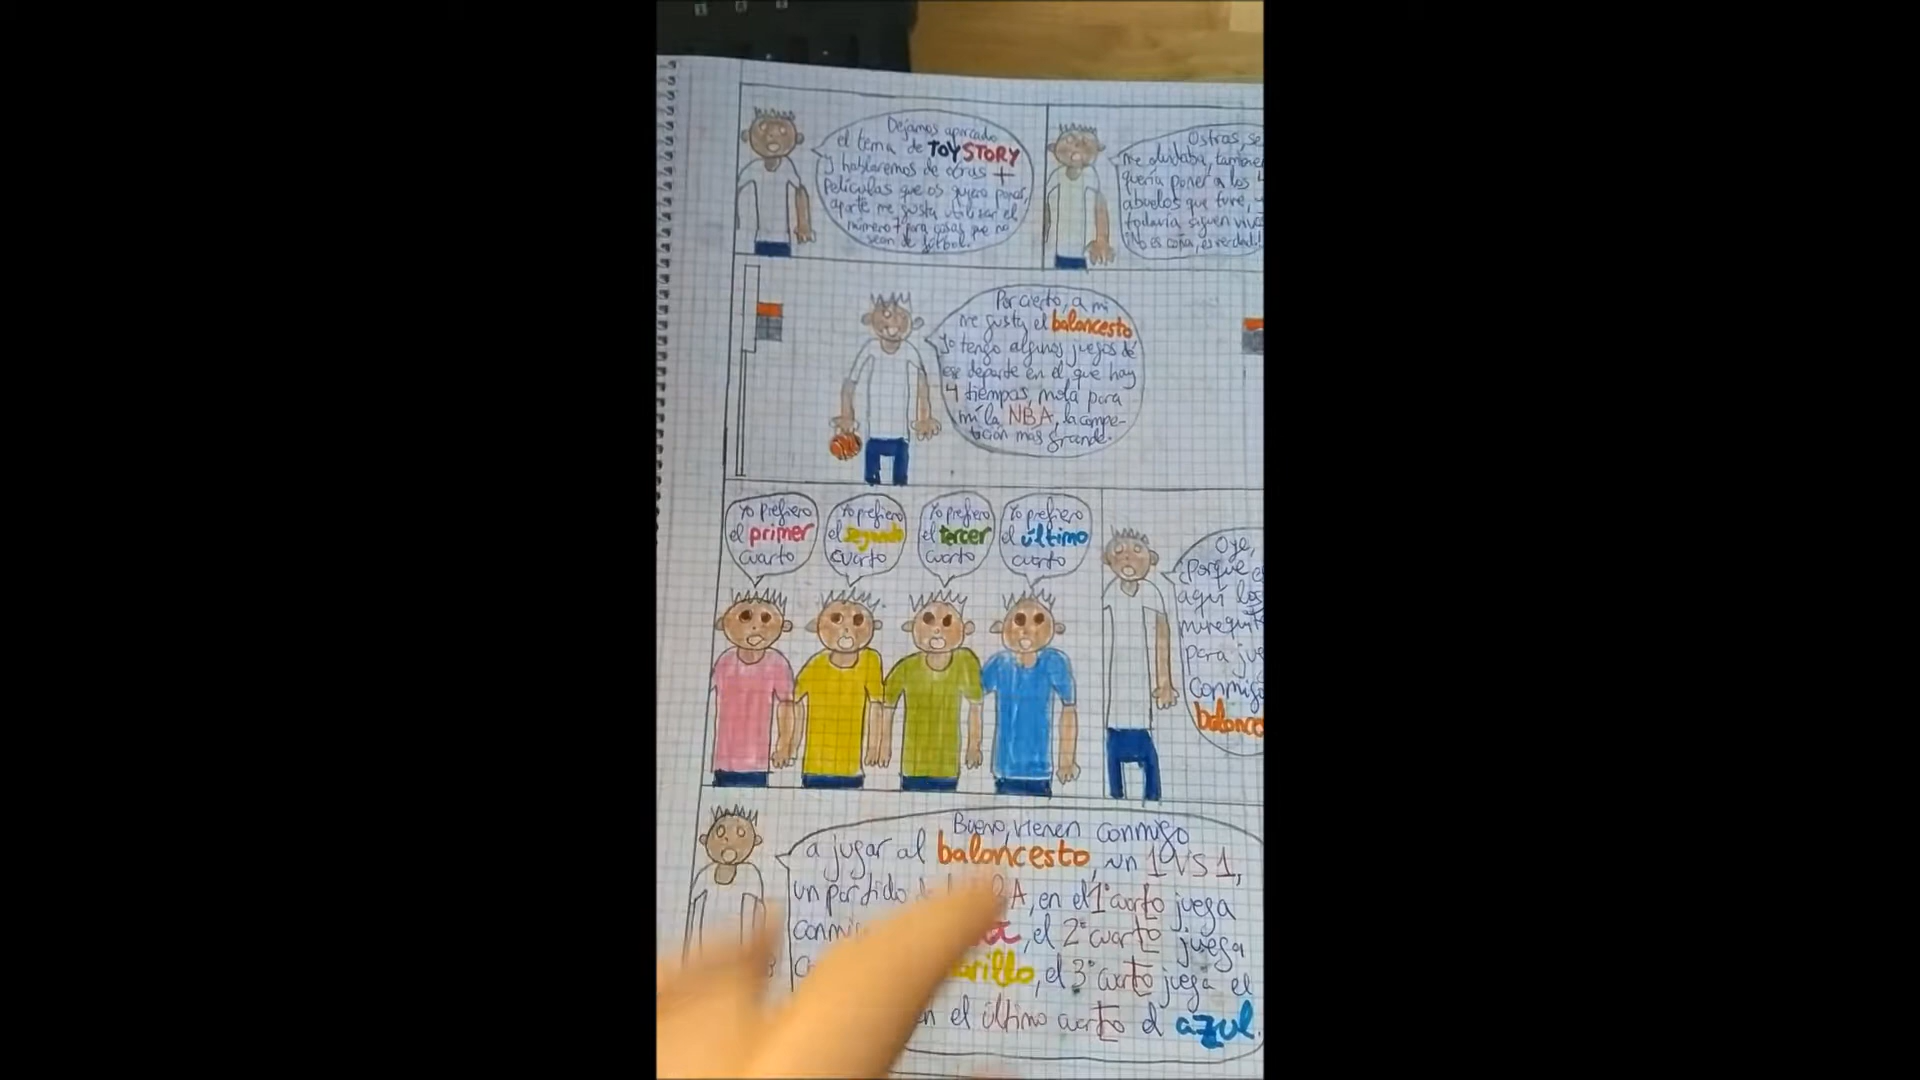 Dejamos aparcado
el tema de TOY STORY
y hablaremos de otras +
películas que os quiero poner,
aparte me gusta utilizar el
número + para cosas que no
sean de fútbol.
Ostras, se
me olvidaba, también
quería poner a los 4
abuelos que tuve, y
todavía siguen vivos
¡No es coña, es verdad!
Por cierto, a mi
me gusta el baloncesto
Yo tengo algunos juegos de
ese deporte en el que hay
4 tiempos, mola para
mí la NBA, la compe-
tición más grande.
Yo prefiero
el primer
cuarto
Yo prefiero
el segundo
cuarto
Yo prefiero
el tercer
cuarto
Yo prefiero
el último
cuarto
Oye,
¿Porque
aquí los
para
conmigo
Bueno, vienen conmigo
a jugar al baloncesto, un 1 VS 1,
un partido, en el 1º cuarto juega
el 2º cuarto juega
el 3º cuarto juega el
en el último cuarto el azul.